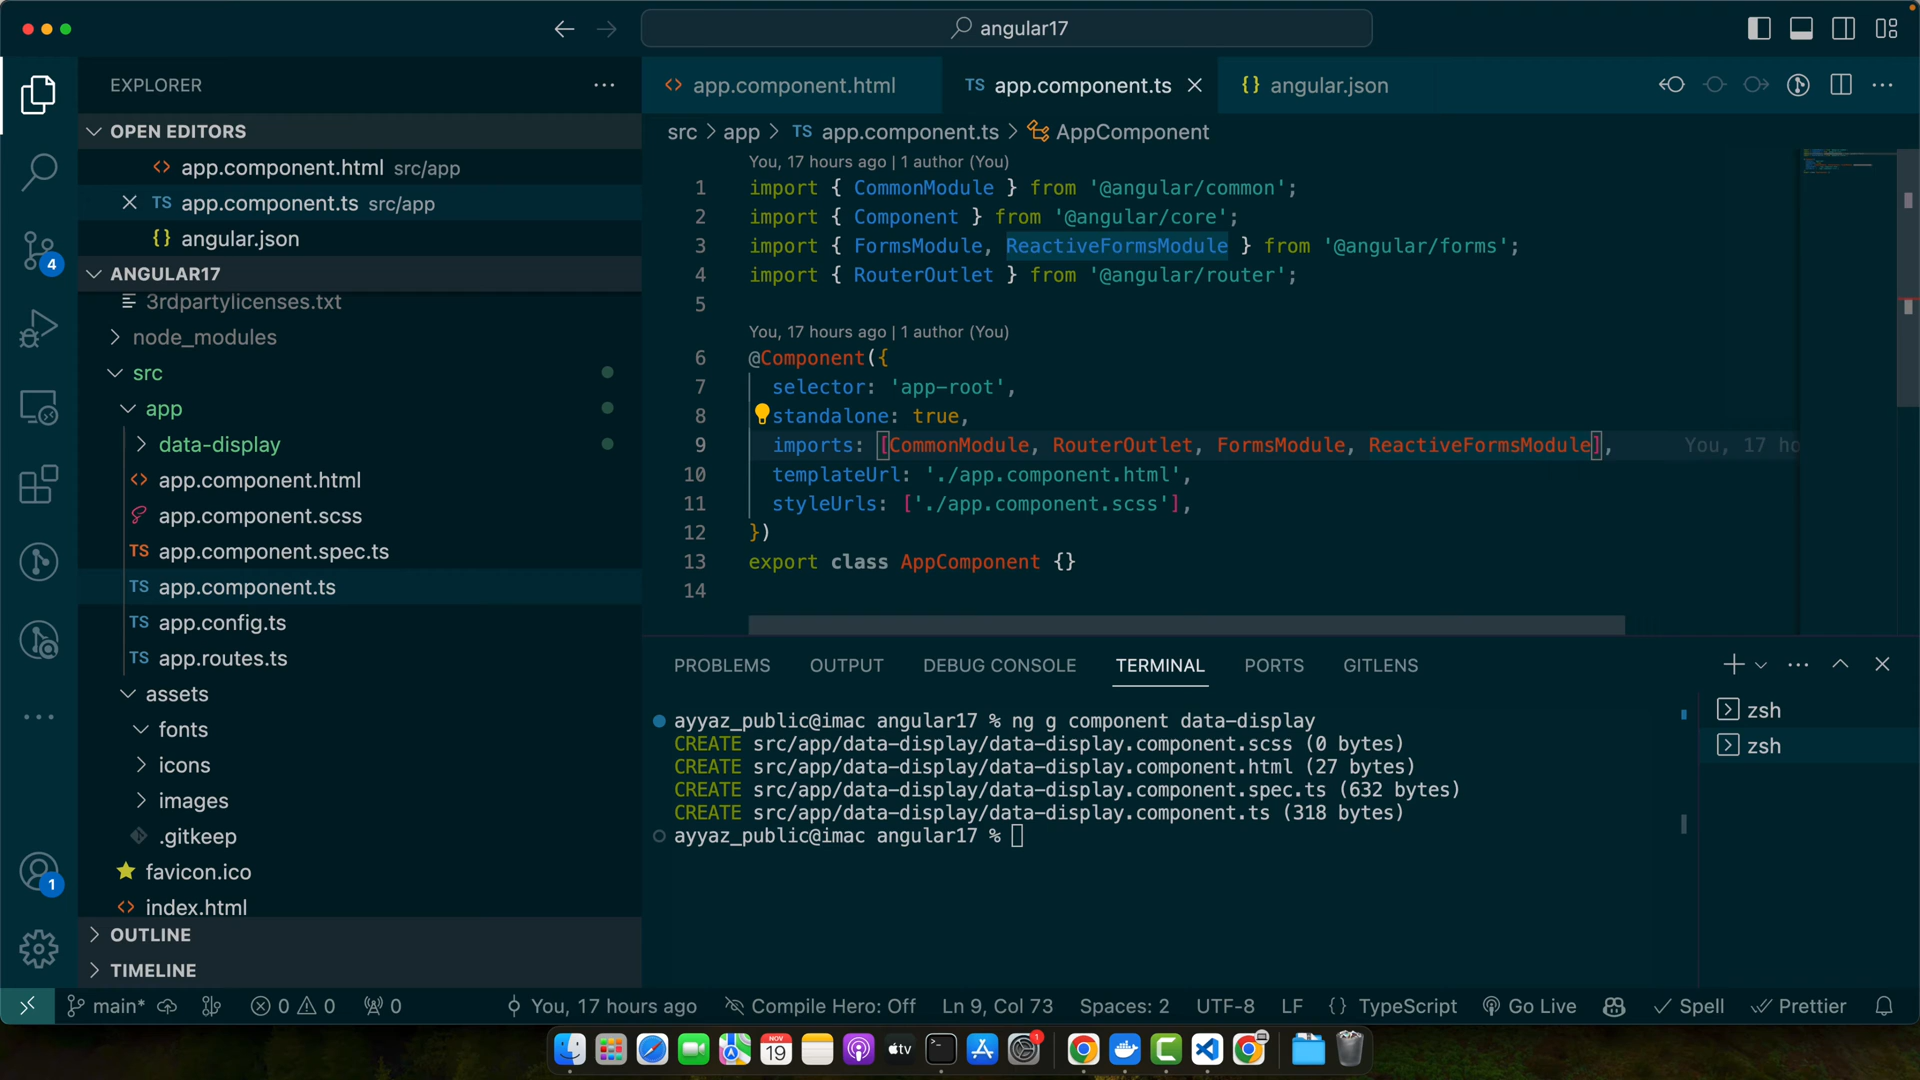 angular17
EXPLORER
OPEN EDITORS
app.component.html src/app
TS app.component.ts src/app
{} angular.json
ANGULAR17
3rdpartylicenses.txt
node_modules
src
app
data-display
app.component.html
app.component.scss
TS app.component.spec.ts
TS app.component.ts
TS app.config.ts
TS app.routes.ts
assets
fonts
icons
images
.gitkeep
favicon.ico
index.html
OUTLINE
TIMELINE
4
1
app.component.html
TS app.component.ts
{} angular.json
src > app > TS app.component.ts > AppComponent
You, 17 hours ago | 1 author (You)
1 import { CommonModule } from '@angular/common';
2 import { Component } from '@angular/core';
3 import { FormsModule, ReactiveFormsModule } from '@angular/forms';
4 import { RouterOutlet } from '@angular/router';
5
You, 17 hours ago | 1 author (You)
6 @Component({
7 selector: 'app-root',
8 standalone: true,
9 imports: [CommonModule, RouterOutlet, FormsModule, ReactiveFormsModule], You, 17 ho
10 templateUrl: './app.component.html',
11 styleUrls: ['./app.component.scss'],
12 })
13 export class AppComponent {}
14
PROBLEMS OUTPUT DEBUG CONSOLE TERMINAL PORTS GITLENS
ayyaz_public@imac angular17 % ng g component data-display
CREATE src/app/data-display/data-display.component.scss (0 bytes)
CREATE src/app/data-display/data-display.component.html (27 bytes)
CREATE src/app/data-display/data-display.component.spec.ts (632 bytes)
CREATE src/app/data-display/data-display.component.ts (318 bytes)
ayyaz_public@imac angular17 %
zsh
zsh
main* 0 0 0 You, 17 hours ago Compile Hero: Off Ln 9, Col 73 Spaces: 2 UTF-8 LF {} TypeScript Go Live Spell Prettier
NOV
19
tv
1